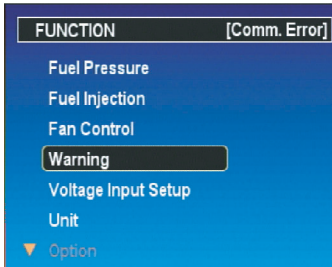 FUNCTION [Comm. Error]
Fuel Pressure
Fuel Injection
Fan Control
Warning
Voltage Input Setup
Unit
Option